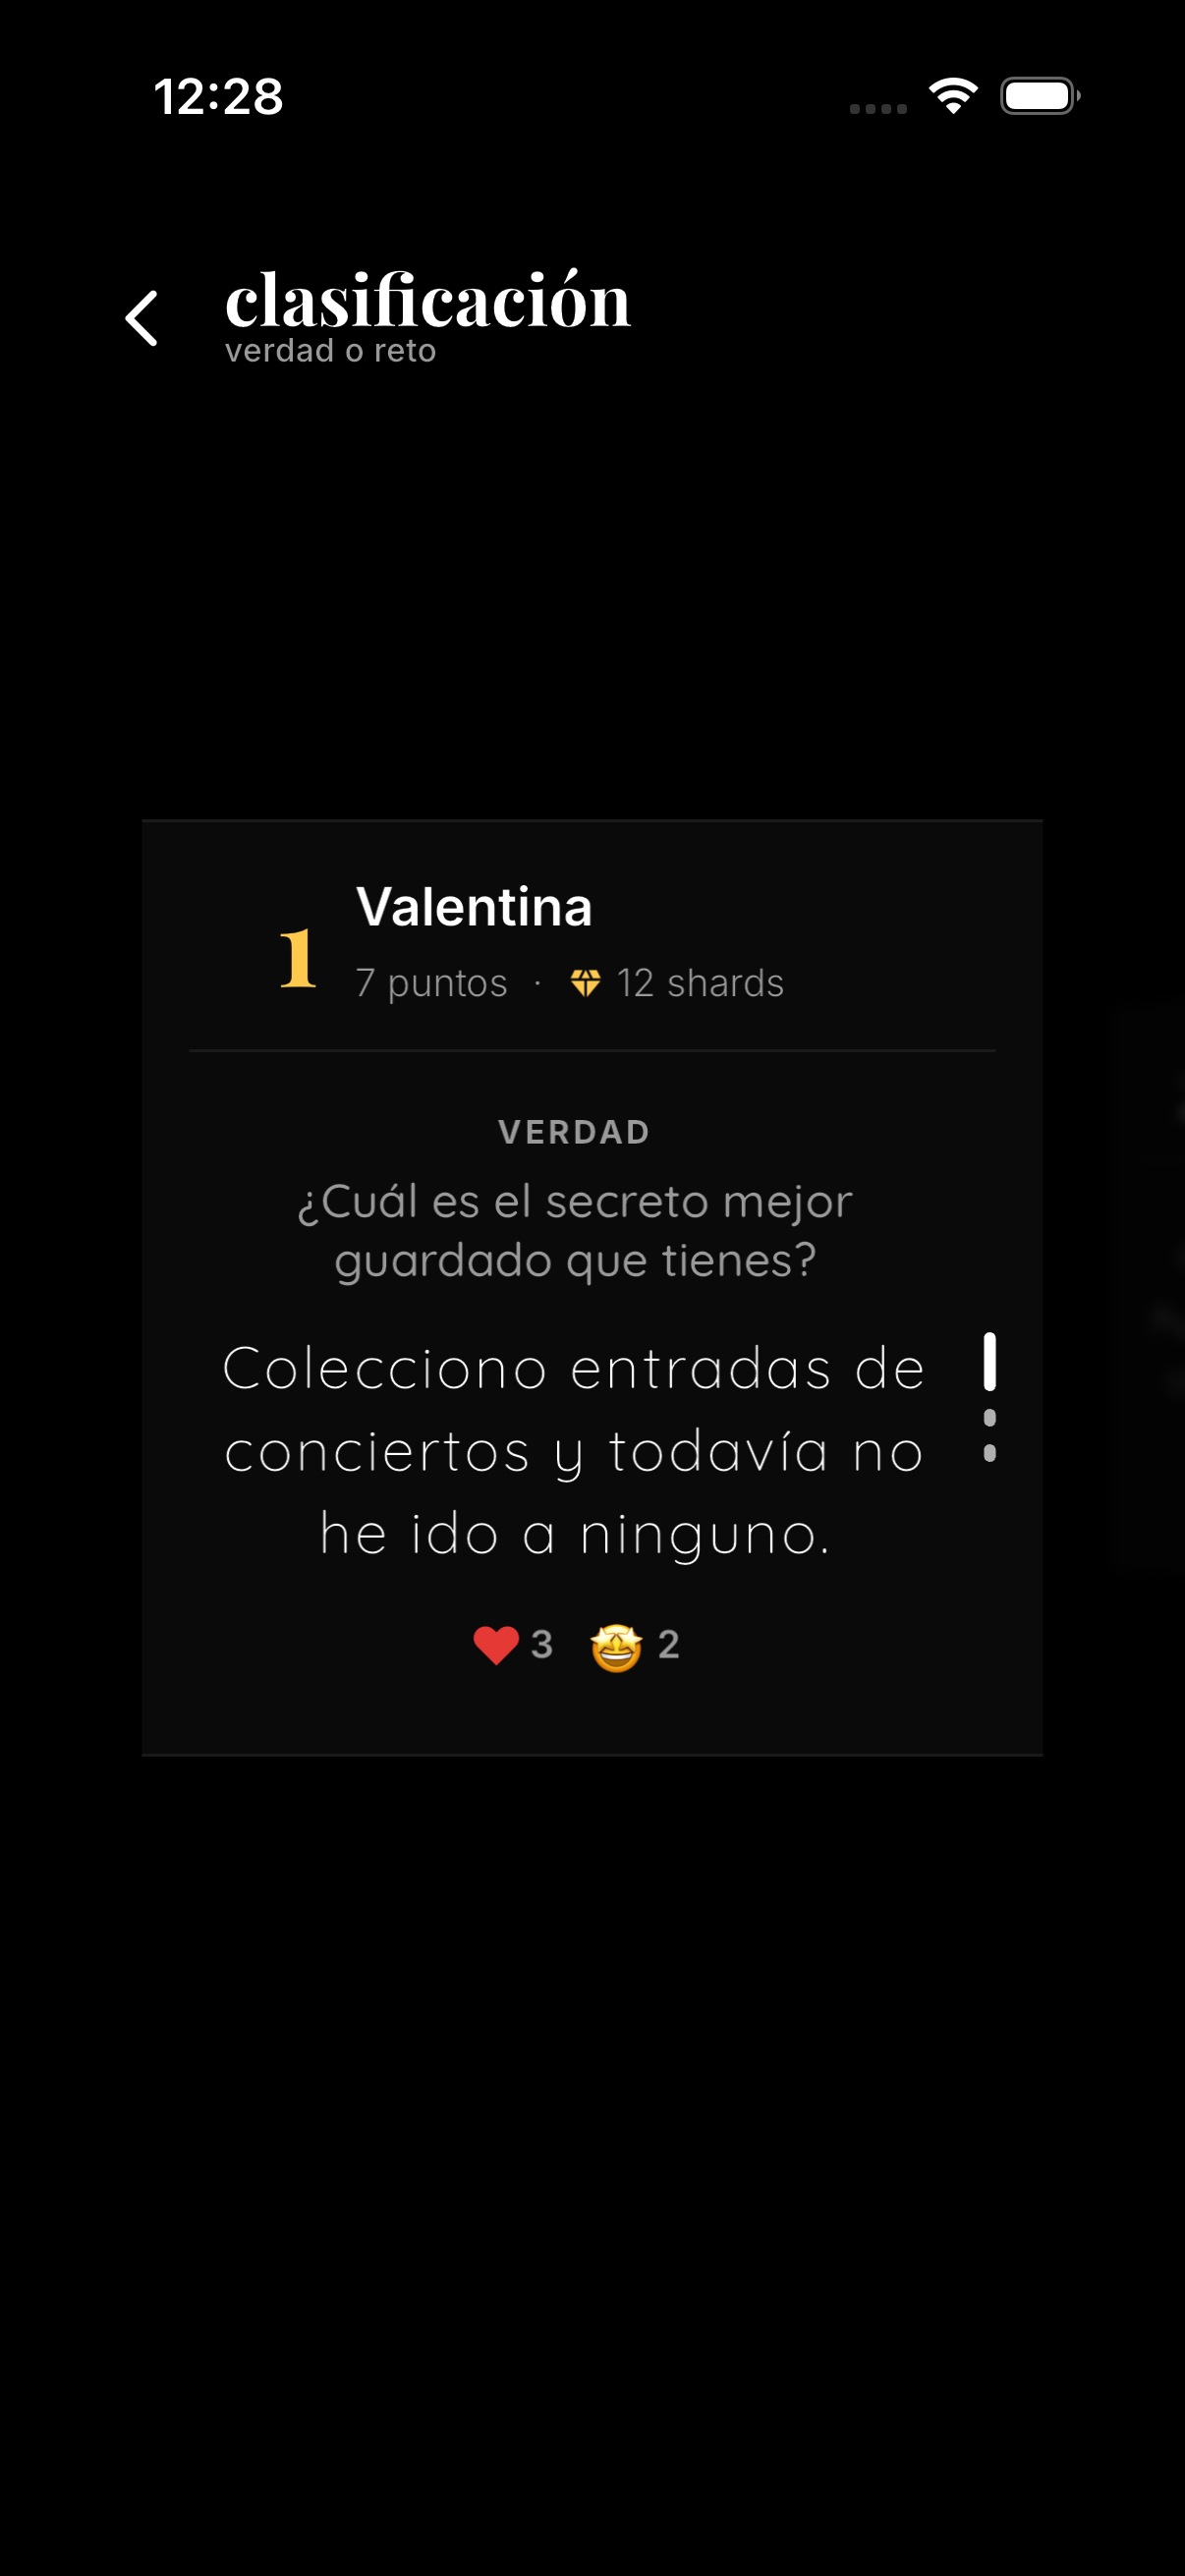 12:28
clasificación
verdad o reto
1
Valentina
7 puntos · 12 shards
VERDAD
¿Cuál es el secreto mejor
guardado que tienes?
Colecciono entradas de
conciertos y todavía no
he ido a ninguno.
❤️ 3 🤩 2